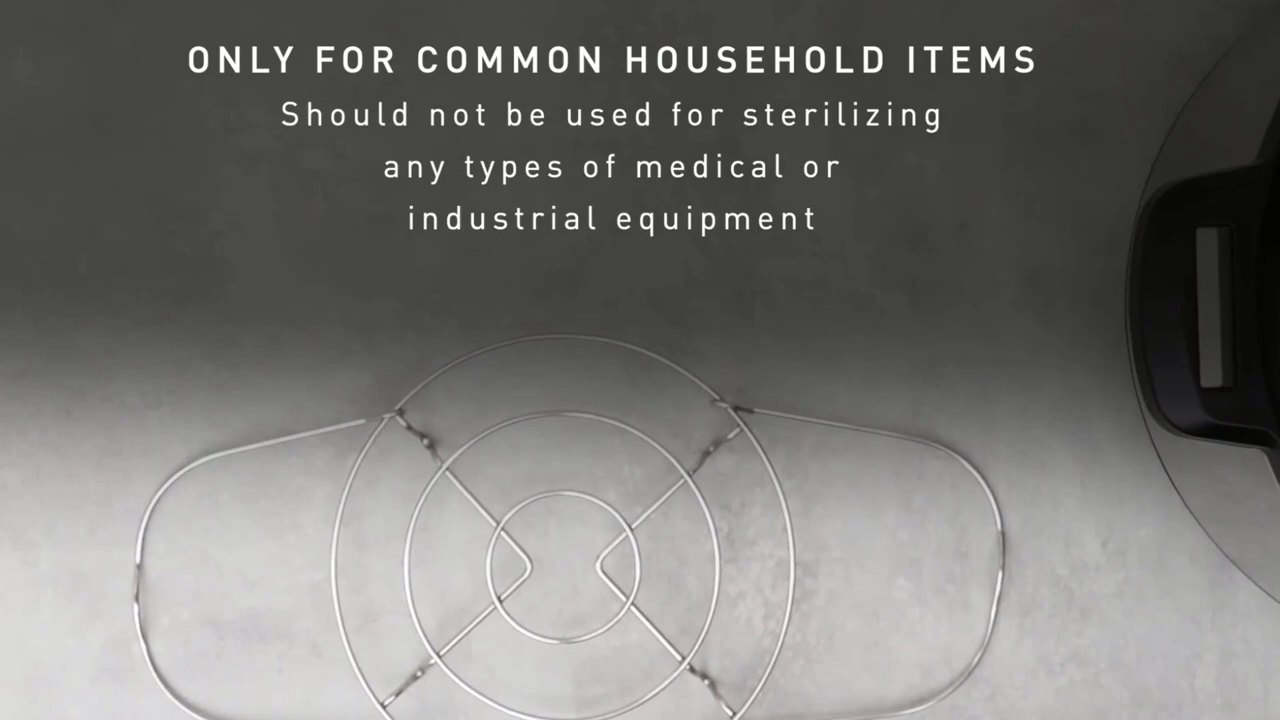 ONLY FOR COMMON HOUSEHOLD ITEMS
Should not be used for sterilizing
any types of medical or
industrial equipment